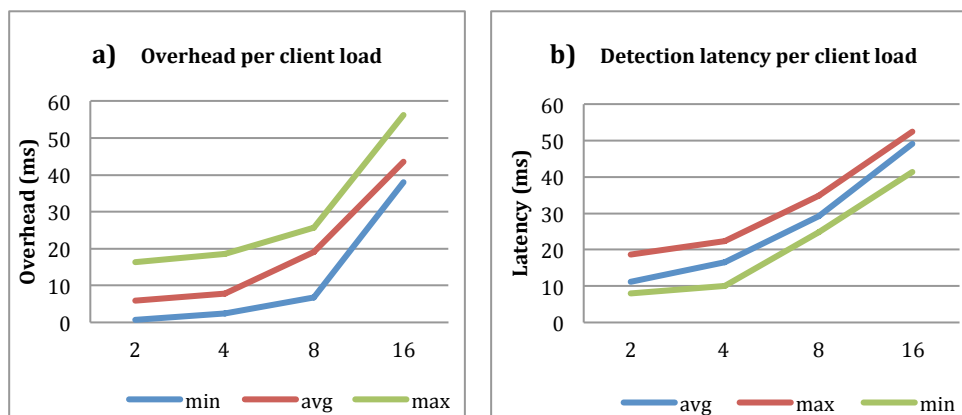 a) Overhead per client load
Overhead (ms)
60
50
40
30
20
10
0
2 4 8 16
min avg max
b) Detection latency per client load
Latency (ms)
60
50
40
30
20
10
0
2 4 8 16
avg max min